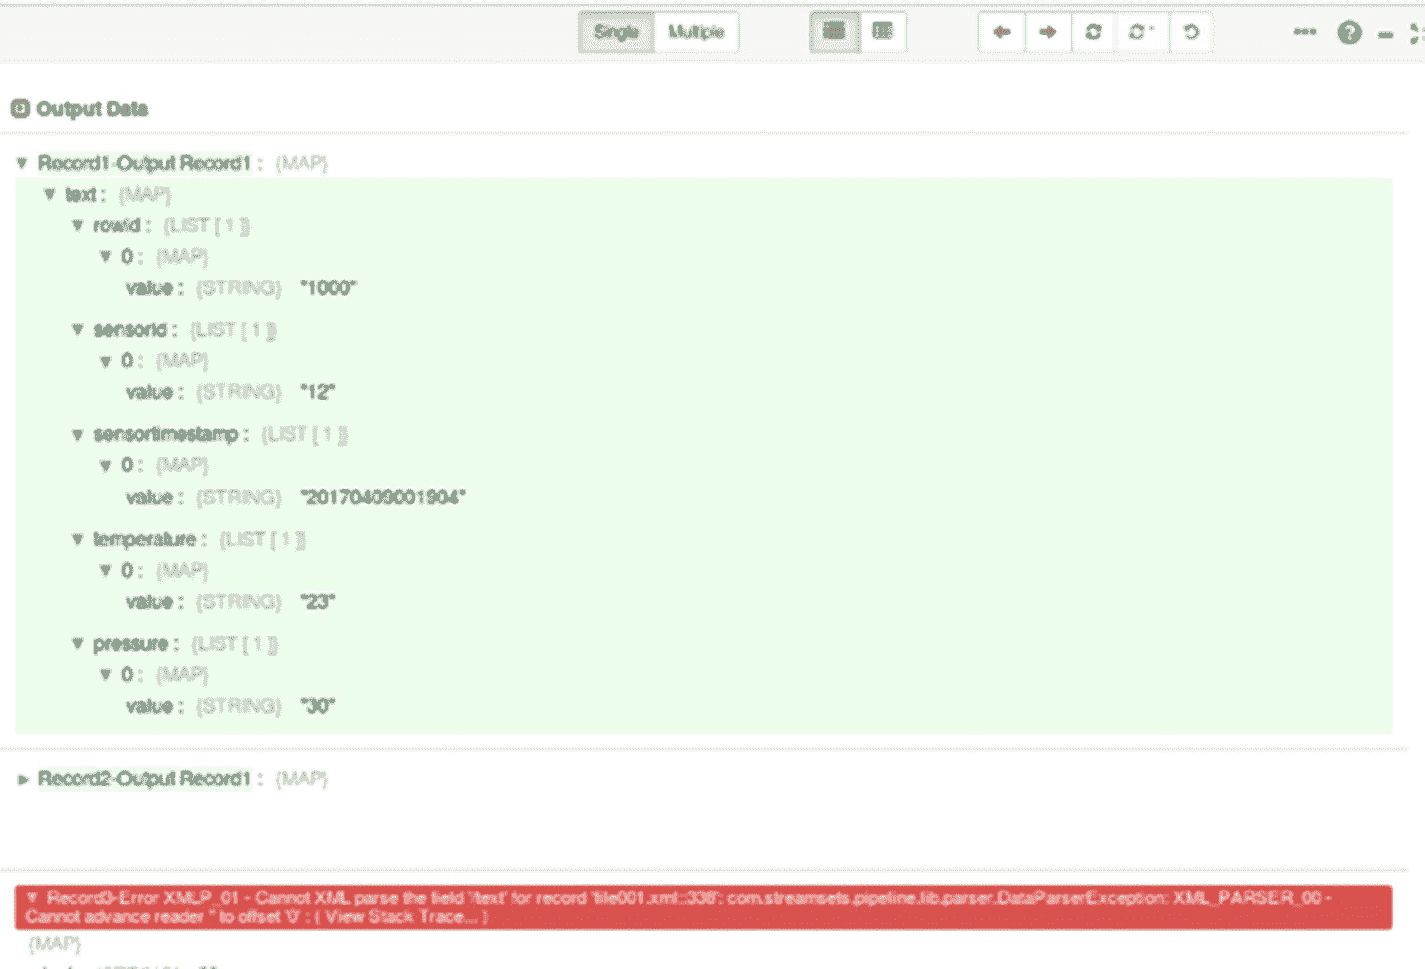 Single Multiple
Output Data
Record1-Output Record1 : {MAP}
text : {MAP}
rowid : {LIST [ 1 ]}
0 : {MAP}
value : {STRING} "1000"
sensorid : {LIST [ 1 ]}
0 : {MAP}
value : {STRING} "12"
sensortimestamp : {LIST [ 1 ]}
0 : {MAP}
value : {STRING} "20170409001904"
temperature : {LIST [ 1 ]}
0 : {MAP}
value : {STRING} "23"
pressure : {LIST [ 1 ]}
0 : {MAP}
value : {STRING} "30"
Record2-Output Record1 : {MAP}
Record3-Error XMLP_01 - Cannot XML parse the field '/text' for record 'file001.xml::336': com.streamsets.pipeline.lib.parser.DataParserException: XML_PARSER_00 -
Cannot advance reader '' to offset '0' : ( View Stack Trace... )
{MAP}